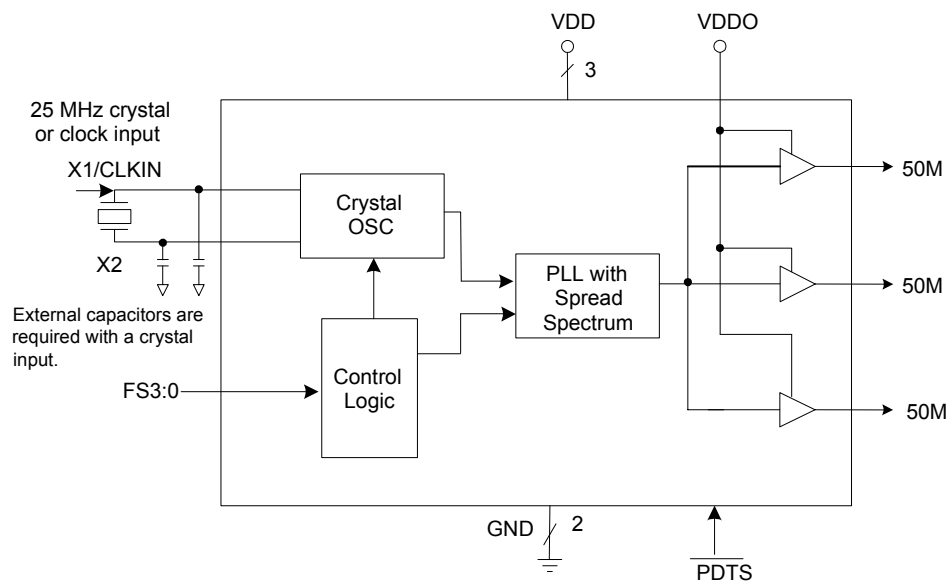 VDD
VDDO
3
25 MHz crystal
or clock input
X1/CLKIN
X2
External capacitors are
required with a crystal
input.
FS3:0
Crystal
OSC
Control
Logic
PLL with
Spread
Spectrum
50M
50M
50M
GND
2
PDTS